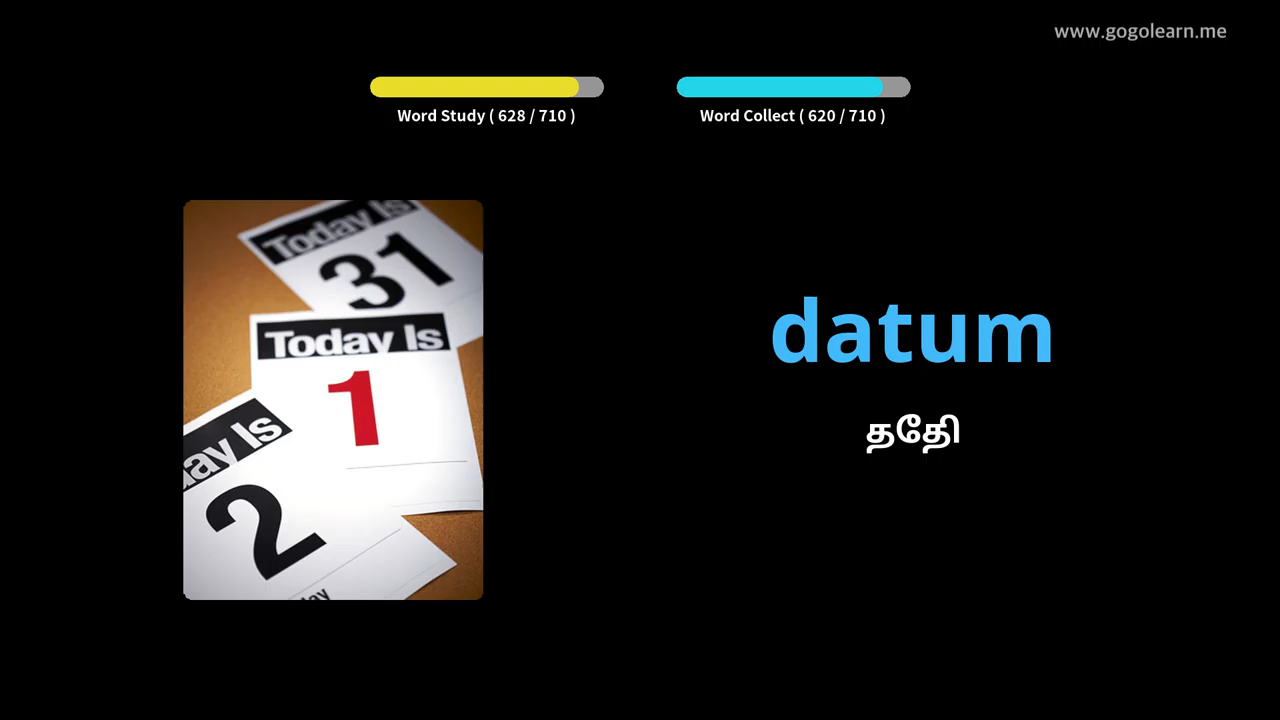 www.gogolearn.me
Word Study ( 628 / 710 )
Word Collect ( 620 / 710 )
Today Is
31
Today Is
1
ay Is
2
day
datum
தேதி